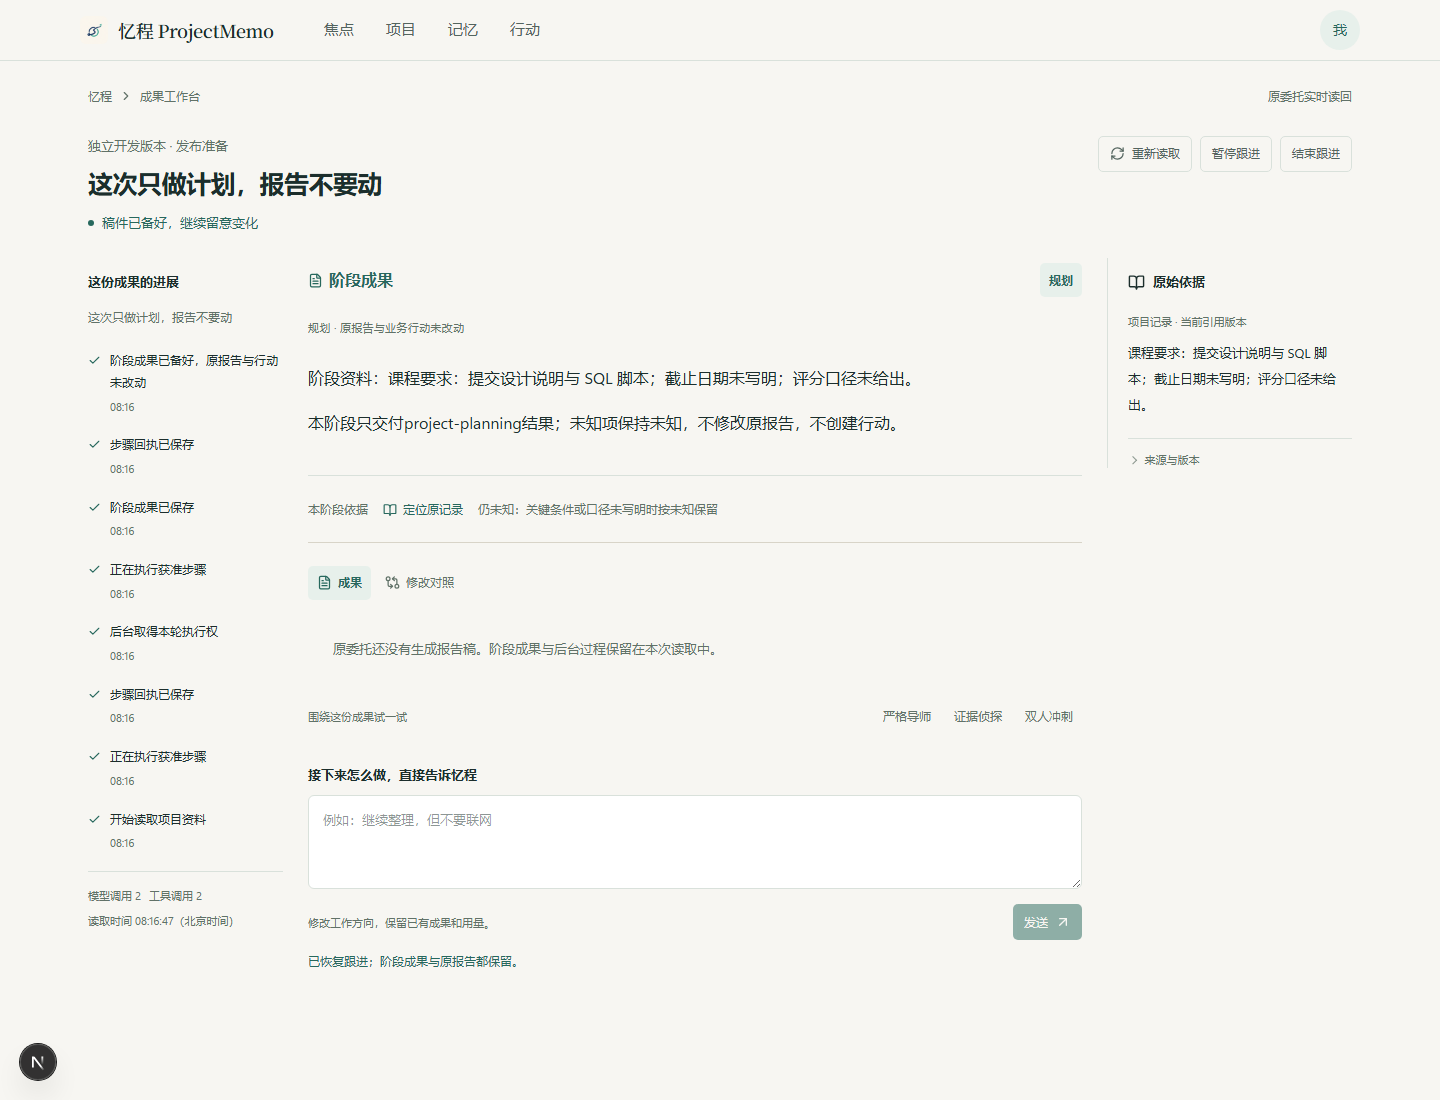 忆程 ProjectMemo
焦点
项目
记忆
行动
我
忆程
成果工作台
原委托实时读回
独立开发版本 · 发布准备
这次只做计划，报告不要动
稿件已备好，继续留意变化
重新读取
暂停跟进
结束跟进
这份成果的进展
这次只做计划，报告不要动
阶段成果已备好，原报告与行动
未改动
08:16
步骤回执已保存
08:16
阶段成果已保存
08:16
正在执行获准步骤
08:16
后台取得本轮执行权
08:16
步骤回执已保存
08:16
正在执行获准步骤
08:16
开始读取项目资料
08:16
模型调用 2 工具调用 2
读取时间 08:16:47（北京时间）
阶段成果
规划
规划 · 原报告与业务行动未改动
阶段资料：课程要求：提交设计说明与 SQL 脚本；截止日期未写明；评分口径未给出。
本阶段只交付project-planning结果；未知项保持未知，不修改原报告，不创建行动。
本阶段依据
定位原记录
仍未知：关键条件或口径未写明时按未知保留
成果
修改对照
原委托还没有生成报告稿。阶段成果与后台过程保留在本次读取中。
围绕这份成果试一试
严格导师
证据侦探
双人冲刺
接下来怎么做，直接告诉忆程
例如：继续整理，但不要联网
修改工作方向，保留已有成果和用量。
发送
已恢复跟进；阶段成果与原报告都保留。
原始依据
项目记录 · 当前引用版本
课程要求：提交设计说明与 SQL 脚
本；截止日期未写明；评分口径未给
出。
来源与版本
N